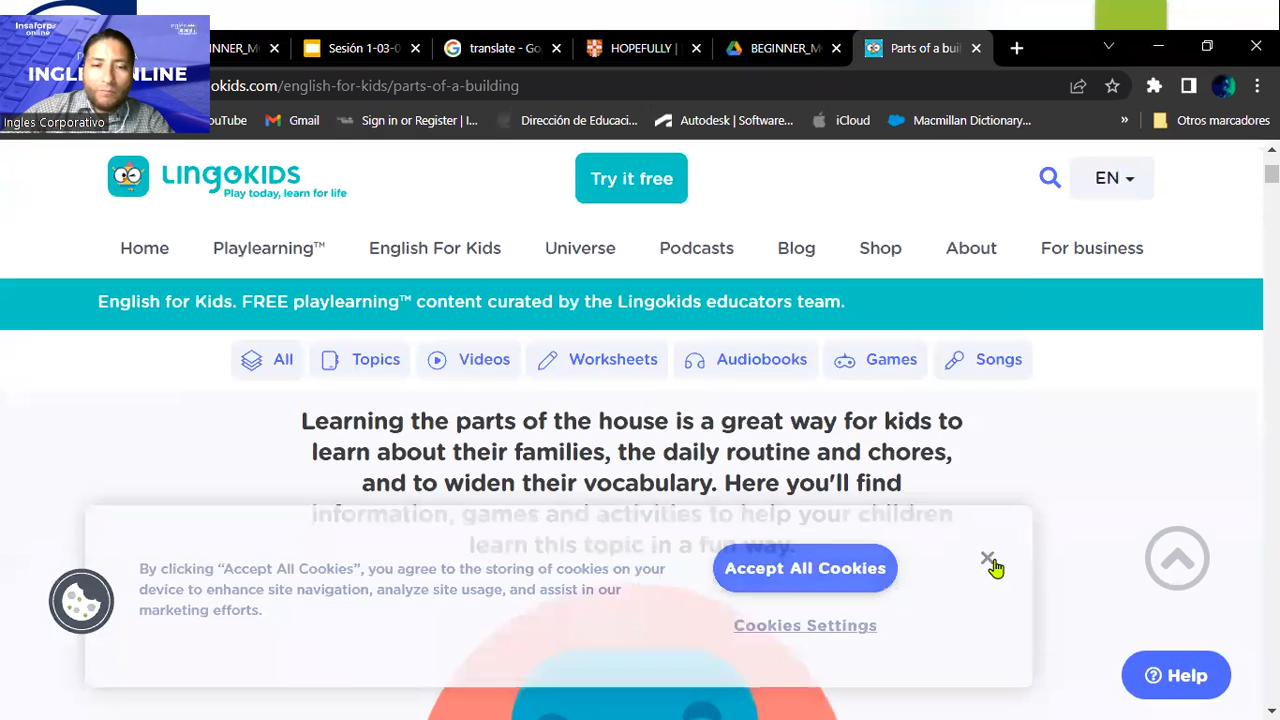 Insaforp
online
INGL
NLINE
Ingles Corporativo
INNER_M
Sesión 1-03-0
translate - Go
HOPEFULLY |
BEGINNER_M
Parts of a buil
okids.com/english-for-kids/parts-of-a-building
uTube
Gmail
Sign in or Register | I...
Dirección de Educaci...
Autodesk | Software...
iCloud
Macmillan Dictionary...
»
Otros marcadores
LINGOKIDS
Play today, learn for life
Try it free
EN
Home
Playlearning™
English For Kids
Universe
Podcasts
Blog
Shop
About
For business
English for Kids. FREE playlearning™ content curated by the Lingokids educators team.
All
Topics
Videos
Worksheets
Audiobooks
Games
Songs
Learning the parts of the house is a great way for kids to
learn about their families, the daily routine and chores,
and to widen their vocabulary. Here you'll find
information, games and activities to help your children
learn this topic in a fun way.
By clicking “Accept All Cookies”, you agree to the storing of cookies on your
device to enhance site navigation, analyze site usage, and assist in our
marketing efforts.
Accept All Cookies
Cookies Settings
Help